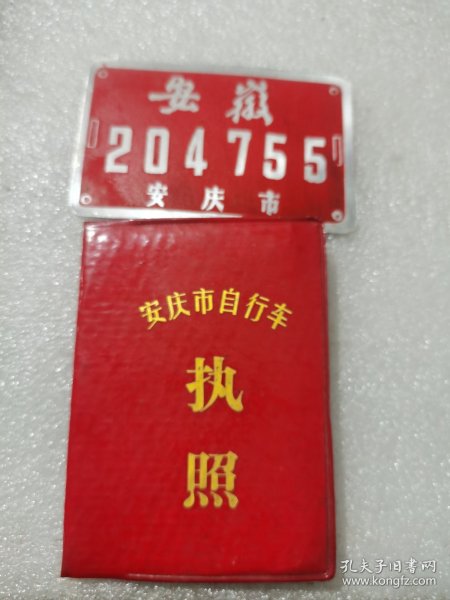 安徽
204755
安庆市
安庆市自行车
执
照
孔夫子旧书网
www.kongfz.com